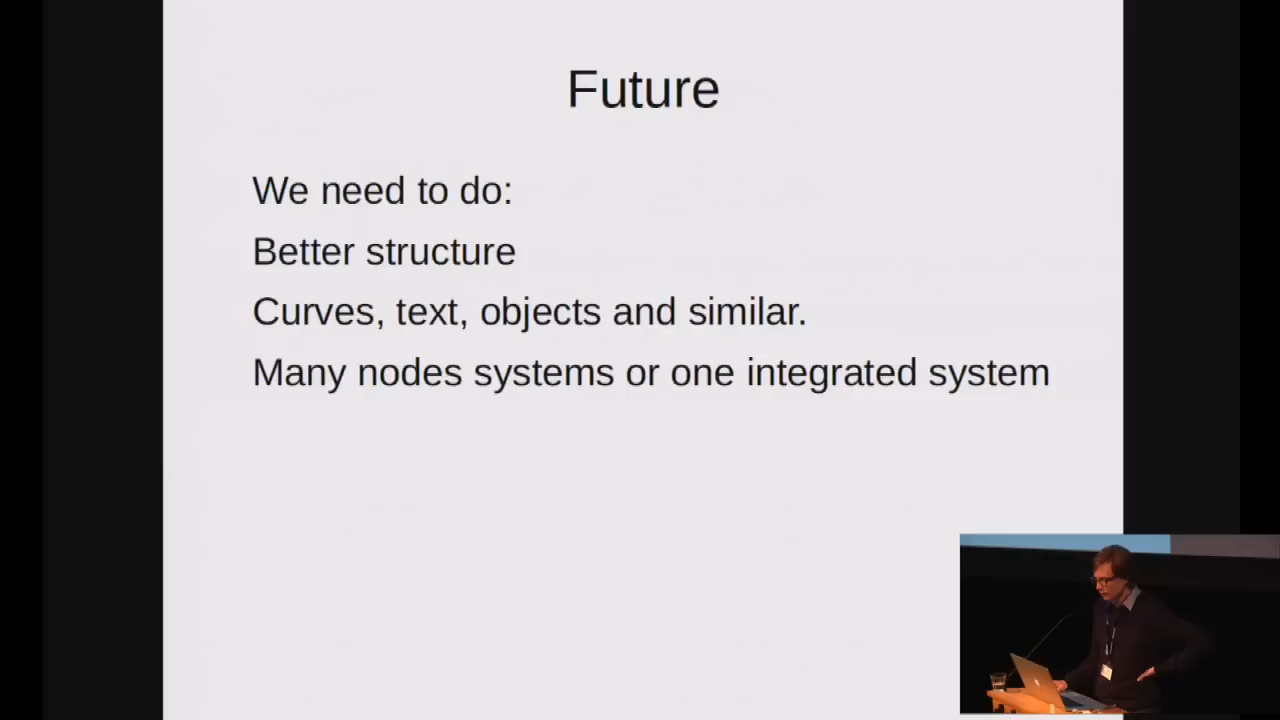 Future
We need to do:
Better structure
Curves, text, objects and similar.
Many nodes systems or one integrated system